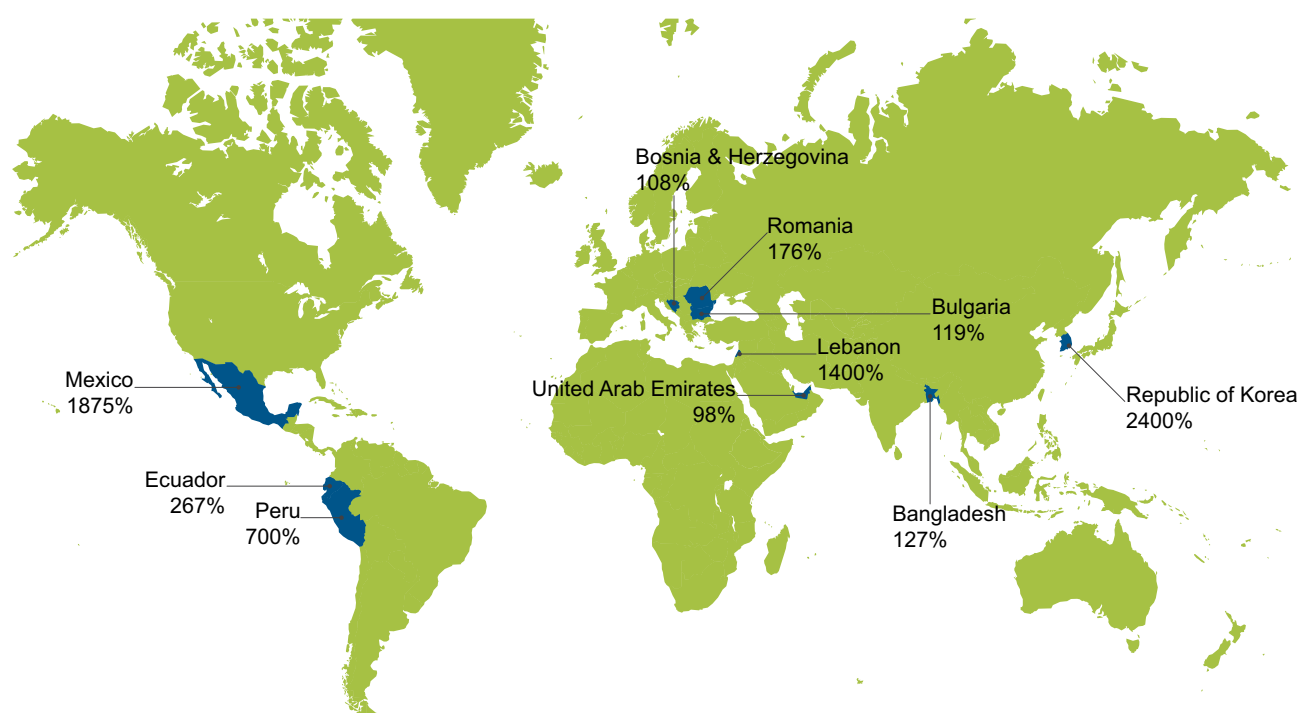 Bosnia & Herzegovina
108%
Romania
176%
Bulgaria
119%
Lebanon
1400%
Mexico
1875%
United Arab Emirates
98%
Republic of Korea
2400%
Ecuador
267%
Peru
700%
Bangladesh
127%